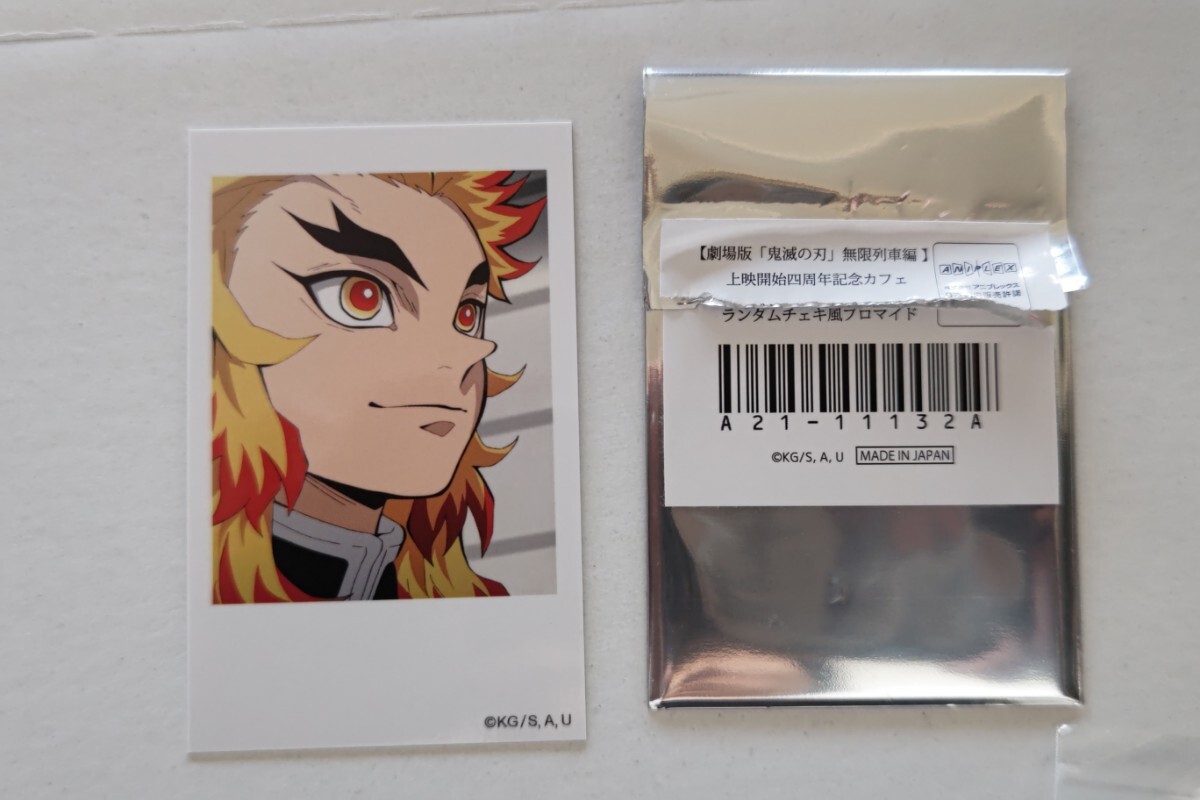 ©KG/S, A, U
【劇場版「鬼滅の刃」無限列車編】
上映開始四周年記念カフェ
ランダムチェキ風ブロマイド
ANIPLEX
A21-11132A
©KG/S, A, U
MADE IN JAPAN